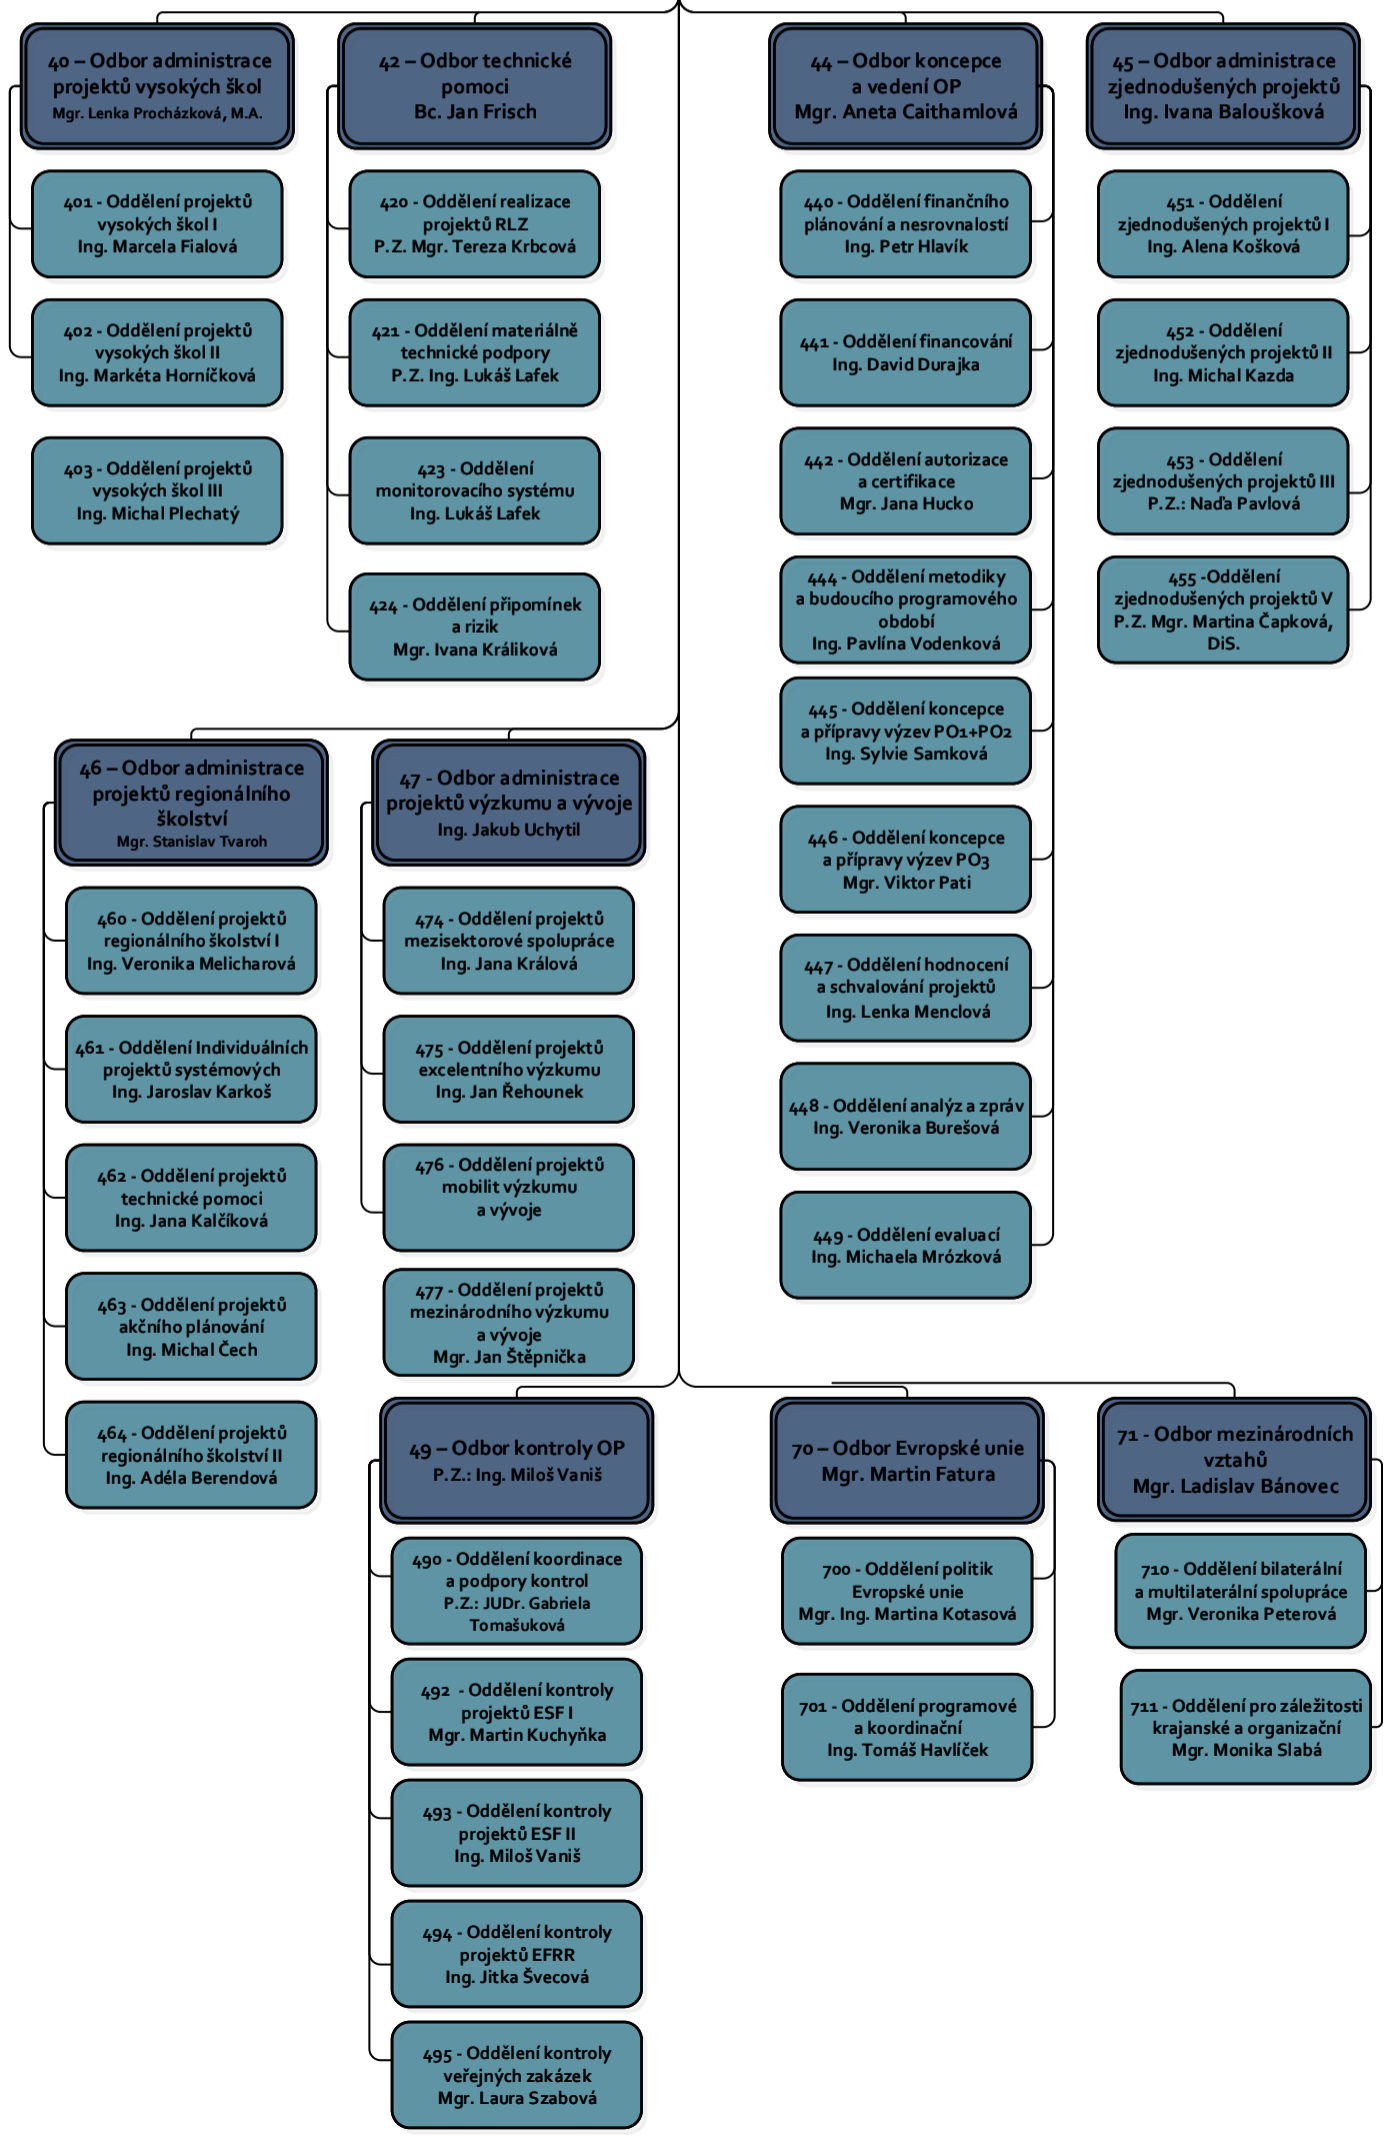 40 – Odbor administrace
projektů vysokých škol
Mgr. Lenka Procházková, M.A.
401 - Oddělení projektů
vysokých škol I
Ing. Marcela Fialová
402 - Oddělení projektů
vysokých škol II
Ing. Markéta Horníčková
403 - Oddělení projektů
vysokých škol III
Ing. Michal Plechatý
42 – Odbor technické
pomoci
Bc. Jan Frisch
420 - Oddělení realizace
projektů RLZ
P.Z. Mgr. Tereza Krbcová
421 - Oddělení materiálně
technické podpory
P.Z. Ing. Lukáš Lafek
423 - Oddělení
monitorovacího systému
Ing. Lukáš Lafek
424 - Oddělení připomínek
a rizik
Mgr. Ivana Králiková
44 – Odbor koncepce
a vedení OP
Mgr. Aneta Caithamlová
440 - Oddělení finančního
plánování a nesrovnalostí
Ing. Petr Hlavík
441 - Oddělení financování
Ing. David Durajka
442 - Oddělení autorizace
a certifikace
Mgr. Jana Hucko
444 - Oddělení metodiky
a budoucího programového
období
Ing. Pavlína Vodenková
445 - Oddělení koncepce
a přípravy výzev PO1+PO2
Ing. Sylvie Samková
446 - Oddělení koncepce
a přípravy výzev PO3
Mgr. Viktor Pati
447 - Oddělení hodnocení
a schvalování projektů
Ing. Lenka Menclová
448 - Oddělení analýz a zpráv
Ing. Veronika Burešová
449 - Oddělení evaluací
Ing. Michaela Mrózková
45 – Odbor administrace
zjednodušených projektů
Ing. Ivana Baloušková
451 - Oddělení
zjednodušených projektů I
Ing. Alena Košková
452 - Oddělení
zjednodušených projektů II
Ing. Michal Kazda
453 - Oddělení
zjednodušených projektů III
P.Z.: Naďa Pavlová
455 -Oddělení
zjednodušených projektů V
P.Z. Mgr. Martina Čapková,
DiS.
46 – Odbor administrace
projektů regionálního
školství
Mgr. Stanislav Tvaroh
460 - Oddělení projektů
regionálního školství I
Ing. Veronika Melicharová
461 - Oddělení Individuálních
projektů systémových
Ing. Jaroslav Karkoš
462 - Oddělení projektů
technické pomoci
Ing. Jana Kalčíková
463 - Oddělení projektů
akčního plánování
Ing. Michal Čech
464 - Oddělení projektů
regionálního školství II
Ing. Adéla Berendová
47 - Odbor administrace
projektů výzkumu a vývoje
Ing. Jakub Uchytil
474 - Oddělení projektů
mezisektorové spolupráce
Ing. Jana Králová
475 - Oddělení projektů
excelentního výzkumu
Ing. Jan Řehounek
476 - Oddělení projektů
mobilit výzkumu
a vývoje
477 - Oddělení projektů
mezinárodního výzkumu
a vývoje
Mgr. Jan Štěpnička
49 – Odbor kontroly OP
P.Z.: Ing. Miloš Vaniš
490 - Oddělení koordinace
a podpory kontrol
P.Z.: JUDr. Gabriela
Tomašuková
492 - Oddělení kontroly
projektů ESF I
Mgr. Martin Kuchyňka
493 - Oddělení kontroly
projektů ESF II
Ing. Miloš Vaniš
494 - Oddělení kontroly
projektů EFRR
Ing. Jitka Švecová
495 - Oddělení kontroly
veřejných zakázek
Mgr. Laura Szabová
70 – Odbor Evropské unie
Mgr. Martin Fatura
700 - Oddělení politik
Evropské unie
Mgr. Ing. Martina Kotasová
701 - Oddělení programové
a koordinační
Ing. Tomáš Havlíček
71 - Odbor mezinárodních
vztahů
Mgr. Ladislav Bánovec
710 - Oddělení bilaterální
a multilaterální spolupráce
Mgr. Veronika Peterová
711 - Oddělení pro záležitosti
krajanské a organizační
Mgr. Monika Slabá